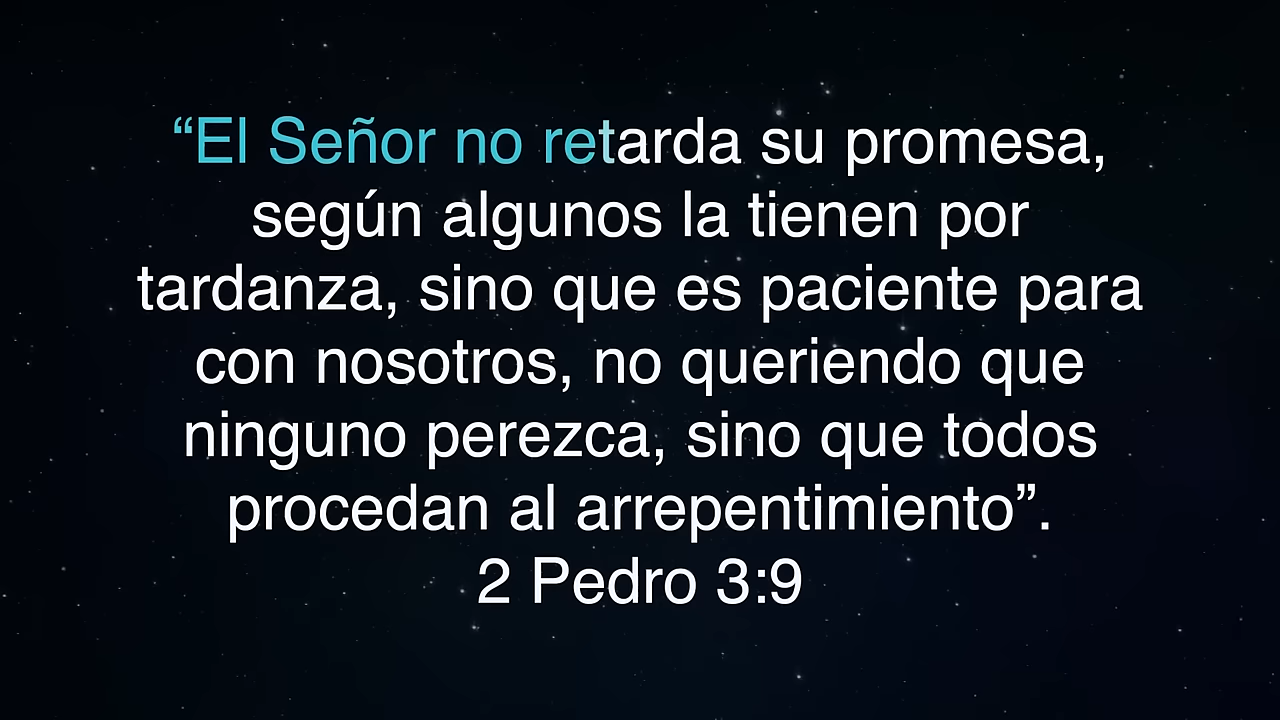 “El Señor no retarda su promesa,
según algunos la tienen por
tardanza, sino que es paciente para
con nosotros, no queriendo que
ninguno perezca, sino que todos
procedan al arrepentimiento”.
2 Pedro 3:9